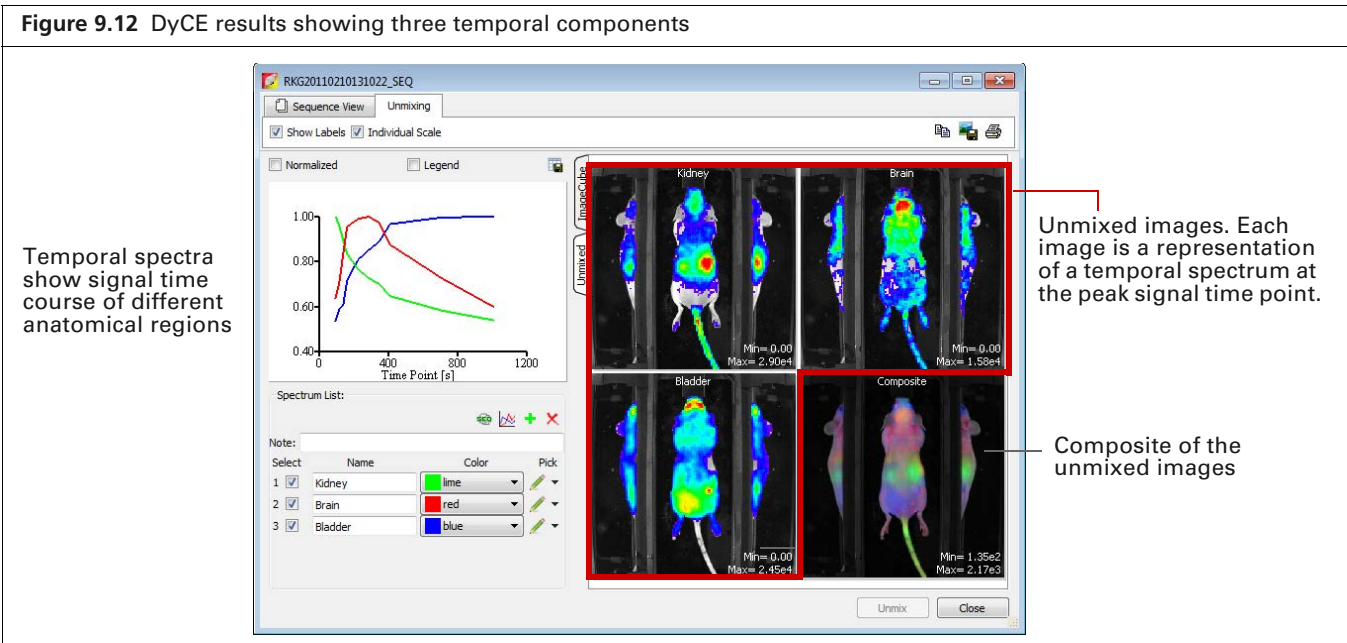 Figure 9.12 DyCE results showing three temporal components
RKG20110210131022_SEQ
Sequence View Unmixing
Show Labels Individual Scale
Normalized Legend
1.00
0.80
0.60
0.40
0 400 800 1200
Time Point [s]
Temporal spectra
show signal time
course of different
anatomical regions
Spectrum List:
SEQ
Note:
Select Name Color Pick
1 Kidney lime
2 Brain red
3 Bladder blue
ImageCube
Unmixed
Kidney
Min= 0.00
Max= 2.90e4
Brain
Min= 0.00
Max= 1.58e4
Bladder
Min= 0.00
Max= 2.45e4
Composite
Min= 1.35e2
Max= 2.17e3
Unmixed images. Each
image is a representation
of a temporal spectrum at
the peak signal time point.
Composite of the
unmixed images
Unmix Close